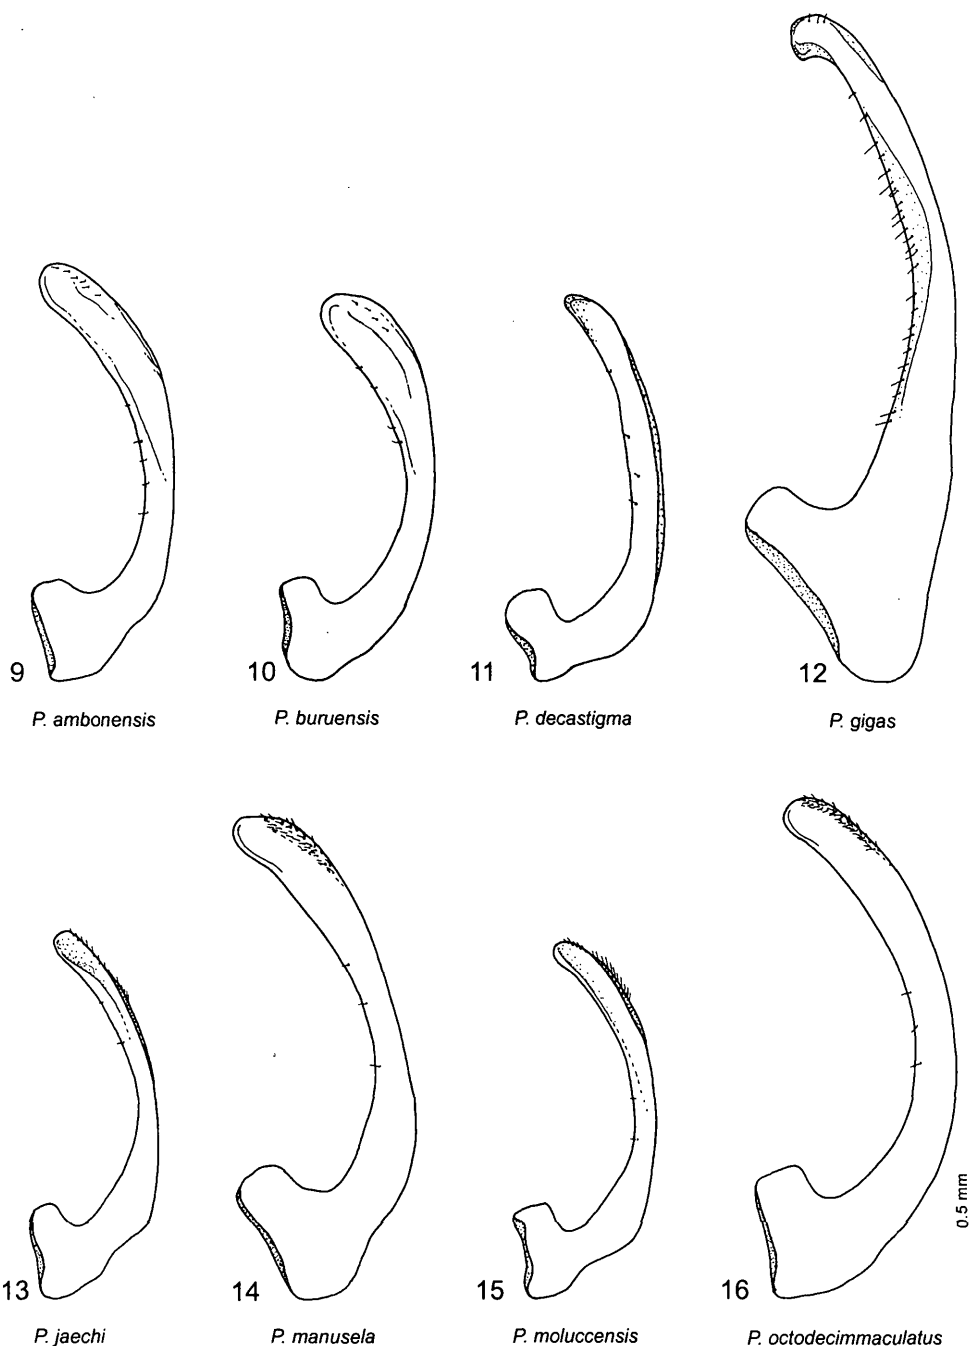 9
10
11
12
P. ambonensis
P. buruensis
P. decastigma
P. gigas
13
14
15
16
0.5 mm
P. jaechi
P. manusela
P. moluccensis
P. octodecimmaculatus